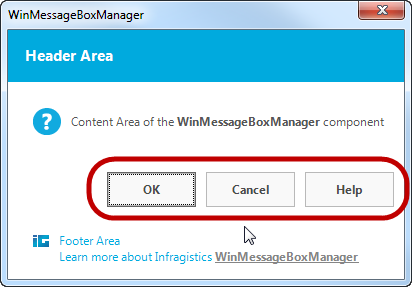 WinMessageBoxManager
Header Area
Content Area of the WinMessageBoxManager component
OK Cancel Help
Footer Area
Learn more about Infragistics WinMessageBoxManager